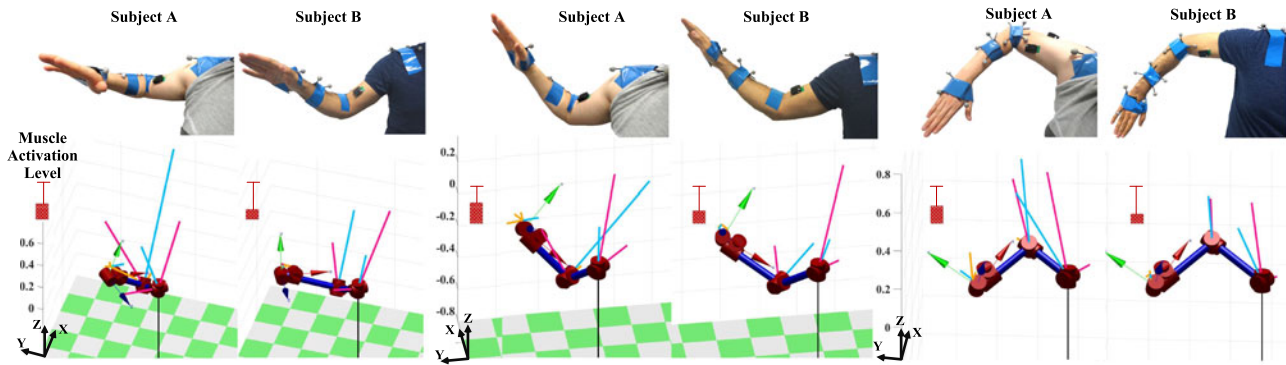 Subject A
Subject B
Subject A
Subject B
Subject A
Subject B
Muscle
Activation
Level
0.6
0.4
0.2
0
Z
X
Y
0.2
0
-0.2
-0.4
-0.6
-0.8
Z
X
Y
0.8
0.6
0.4
0.2
0
Z
X
Y